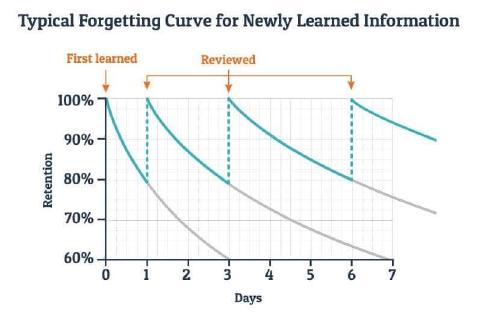 Typical Forgetting Curve for Newly Learned Information
First learned
Reviewed
100%
90%
80%
70%
60%
Retention
0 1 2 3 4 5 6 7
Days